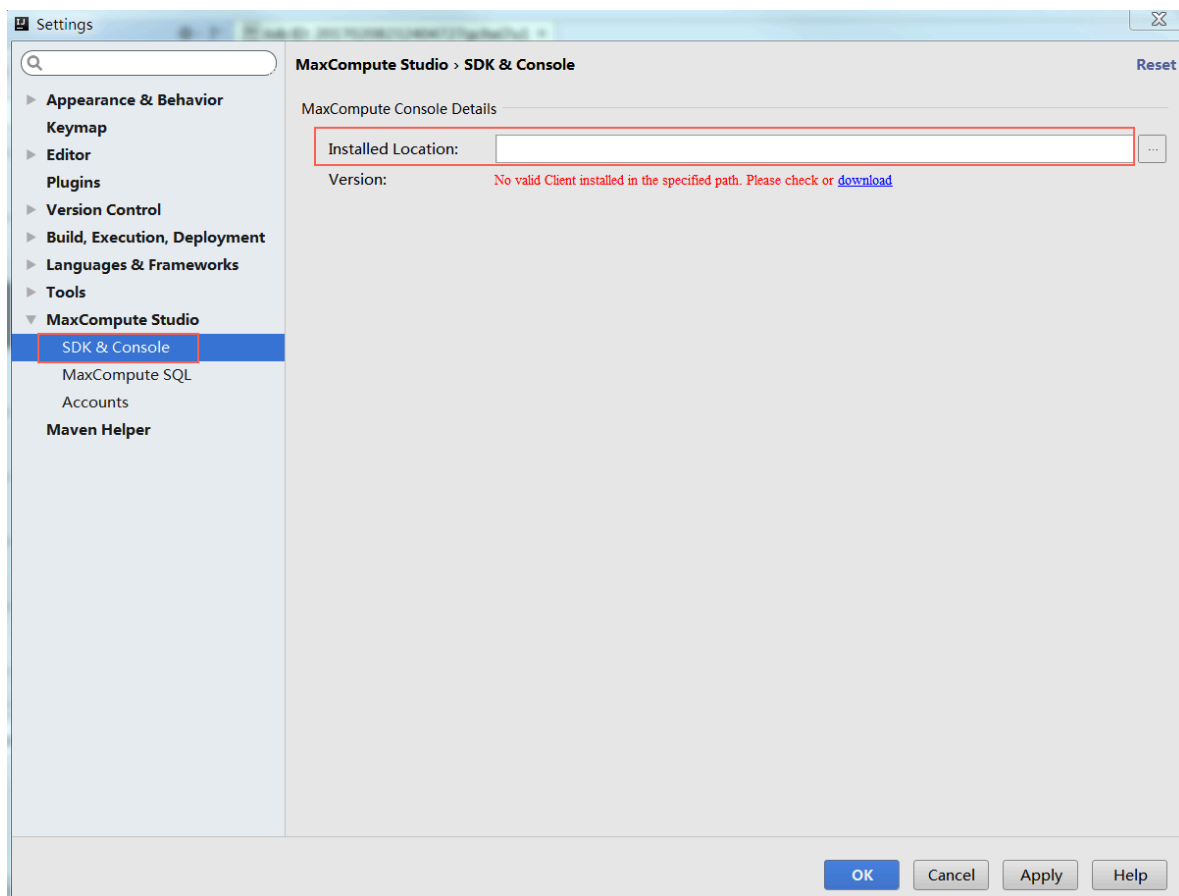 Settings
MaxCompute Studio › SDK & Console
Reset
Appearance & Behavior
Keymap
Editor
Plugins
Version Control
Build, Execution, Deployment
Languages & Frameworks
Tools
MaxCompute Studio
SDK & Console
MaxCompute SQL
Accounts
Maven Helper
MaxCompute Console Details
Installed Location:
...
Version:
No valid Client installed in the specified path. Please check or download
OK
Cancel
Apply
Help